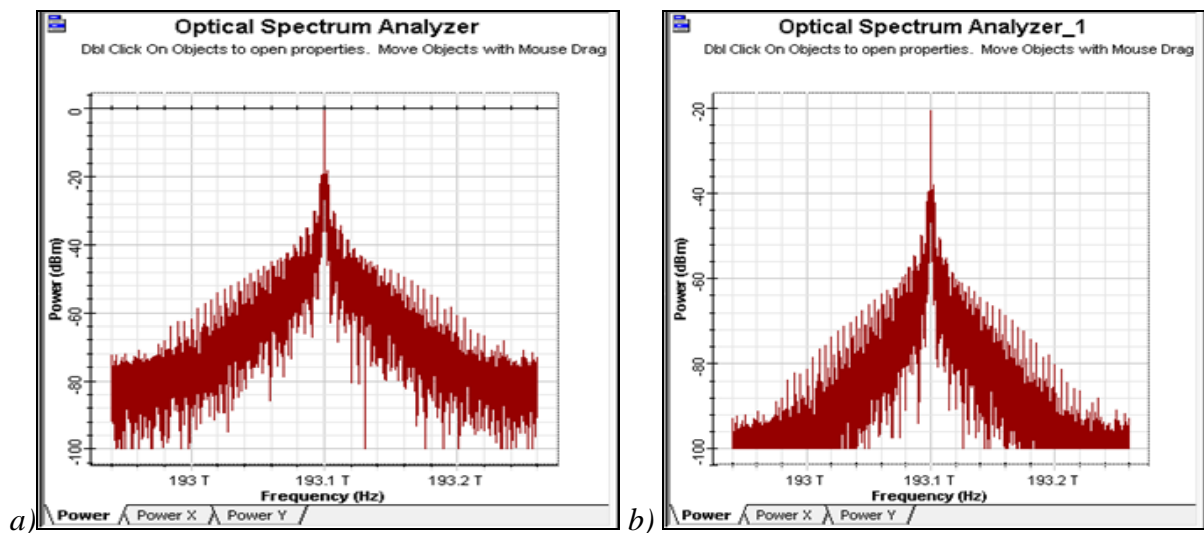 Optical Spectrum Analyzer
Dbl Click On Objects to open properties. Move Objects with Mouse Drag
0
-20
-40
-60
-80
-100
Power (dBm)
193 T
193.1 T
193.2 T
Frequency (Hz)
Power
Power X
Power Y
a)
Optical Spectrum Analyzer_1
Dbl Click On Objects to open properties. Move Objects with Mouse Drag
-20
-40
-60
-80
-100
Power (dBm)
193 T
193.1 T
193.2 T
Frequency (Hz)
Power
Power X
Power Y
b)